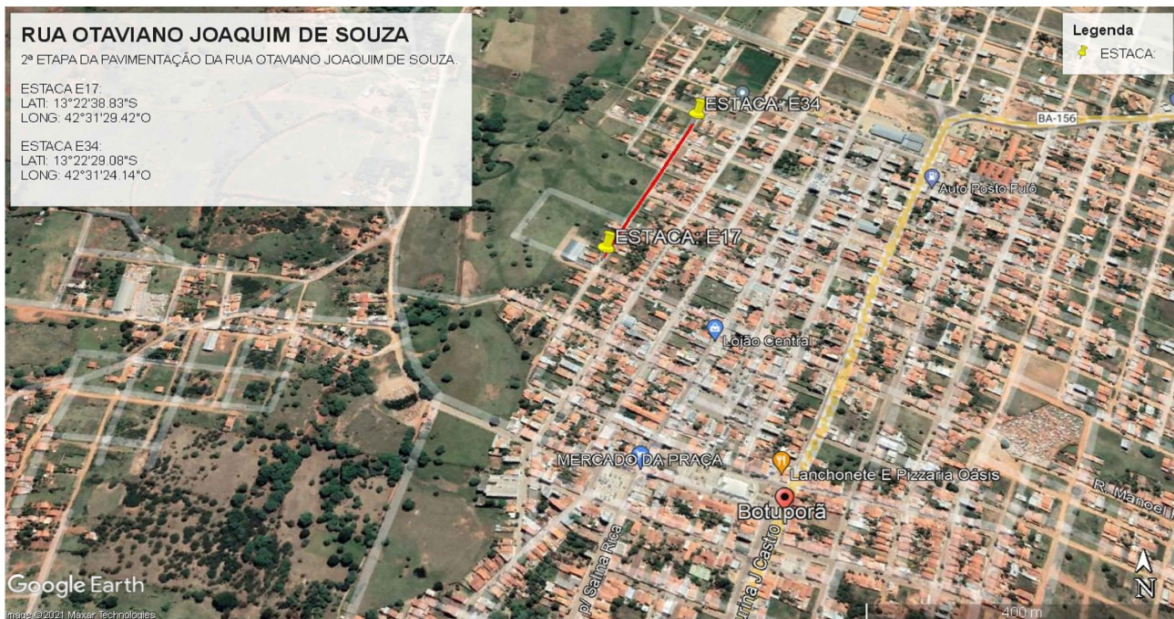 RUA OTAVIANO JOAQUIM DE SOUZA
2ª ETAPA DA PAVIMENTAÇÃO DA RUA OTAVIANO JOAQUIM DE SOUZA.
ESTACA E17:
LATI: 13°22'38.83"S
LONG: 42°31'29.42"O
ESTACA E34:
LATI: 13°22'29.08"S
LONG: 42°31'24.14"O
Legenda
ESTACA:
ESTACA: E34
BA-156
Auto Posto Fulô
ESTACA: E17
Lojão Central
MERCADO DA PRAÇA
Lanchonete E Pizzaria Oásis
Botuporã
R. Manoel
p/ Salina Rica
J Castro
Google Earth
Image © 2021 Maxar Technologies
400 m
N